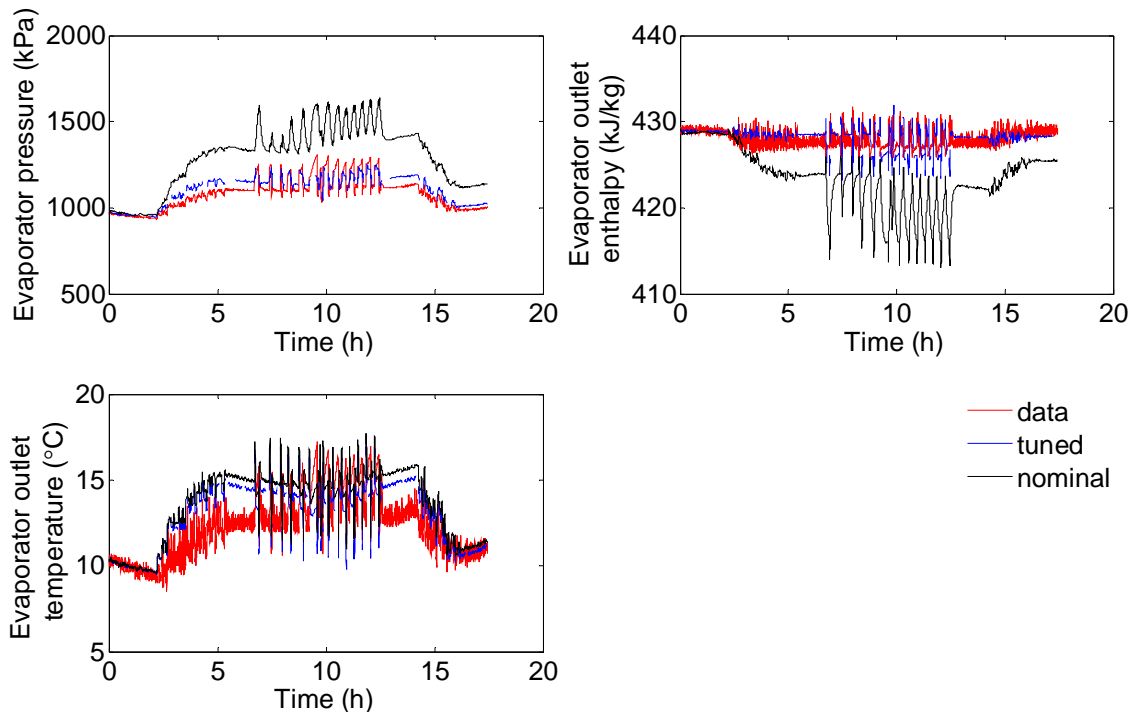 Evaporator pressure (kPa)
2000
1500
1000
500
0 5 10 15 20
Time (h)
Evaporator outlet
enthalpy (kJ/kg)
440
430
420
410
0 5 10 15 20
Time (h)
Evaporator outlet
temperature (°C)
20
15
10
5
0 5 10 15 20
Time (h)
data
tuned
nominal